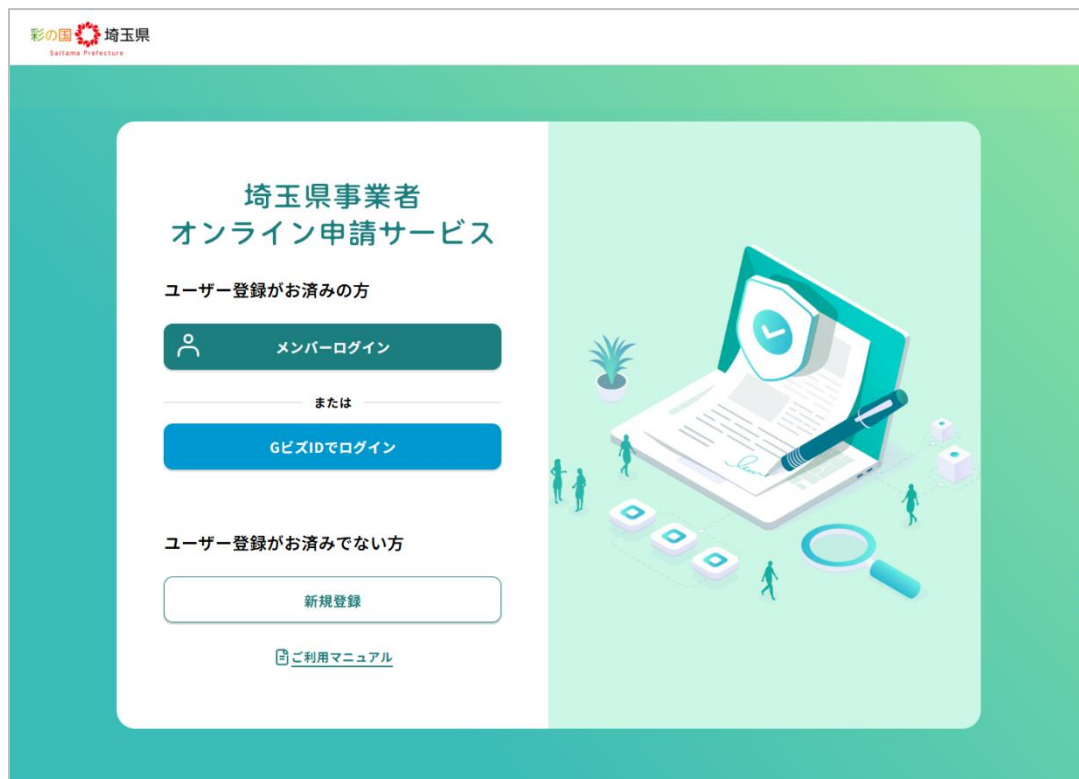 彩の国 埼玉県
Saitama Prefecture
埼玉県事業者
オンライン申請サービス
ユーザー登録がお済みの方
メンバーログイン
または
GビズIDでログイン
ユーザー登録がお済みでない方
新規登録
ご利用マニュアル